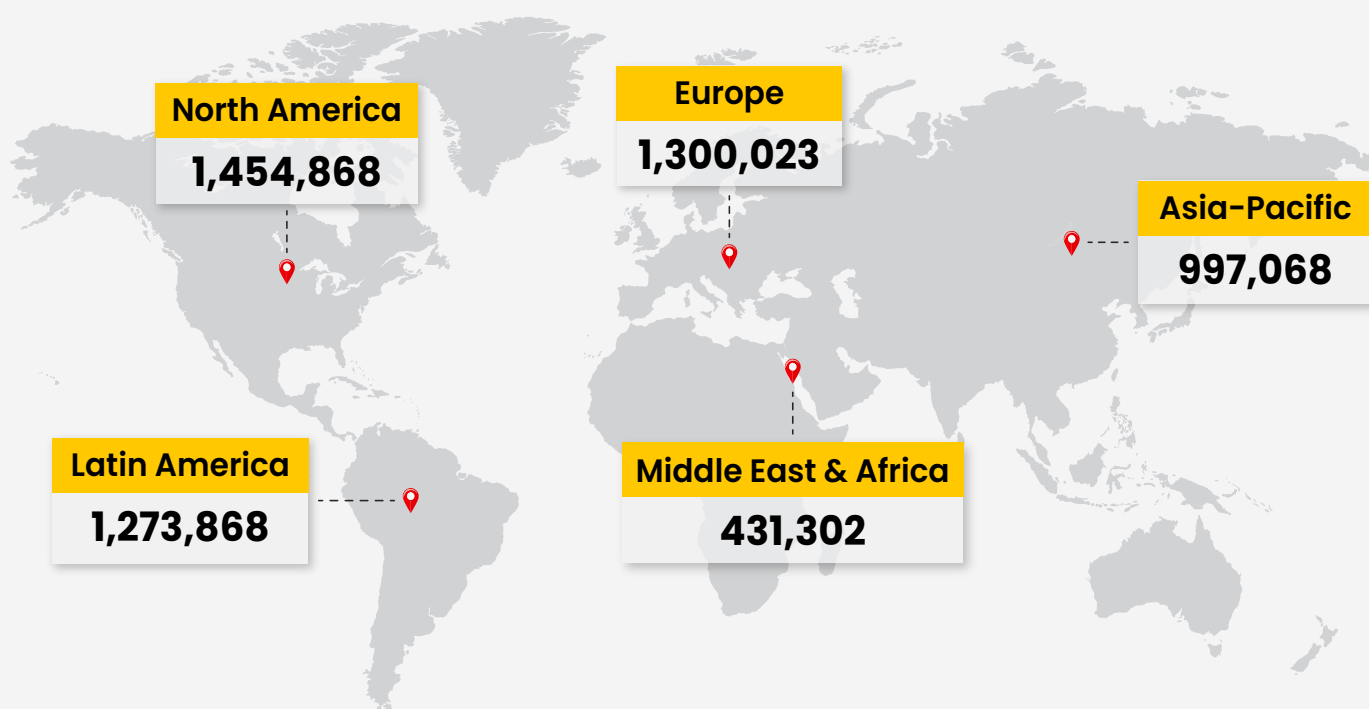 North America
1,454,868
Europe
1,300,023
Asia-Pacific
997,068
Latin America
1,273,868
Middle East & Africa
431,302